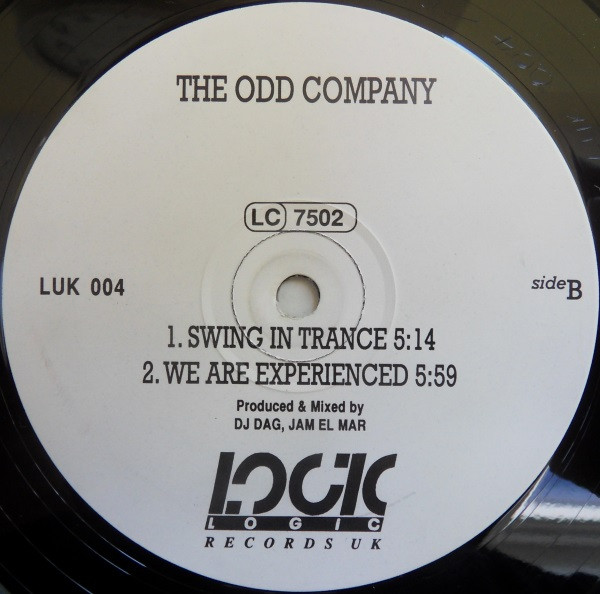 THE ODD COMPANY
LC 7502
LUK 004
side B
1. SWING IN TRANCE 5:14
2. WE ARE EXPERIENCED 5:59
Produced & Mixed by
DJ DAG, JAM EL MAR
LOGIC
LOGIC
RECORDS UK